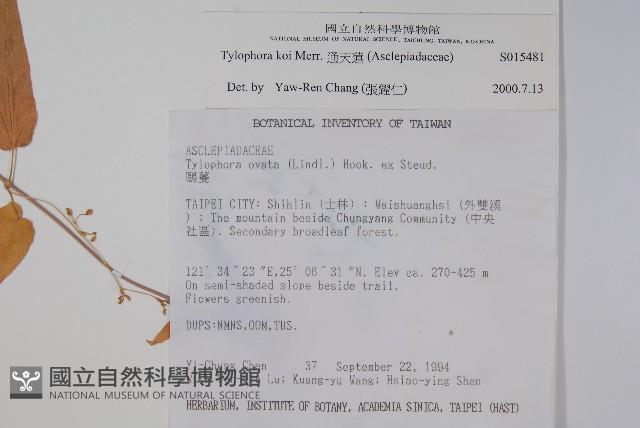 國立自然科學博物館
NATIONAL MUSEUM OF NATURAL SCIENCE, TAICHUNG, TAIWAN, R.O.CHINA
Tylophora koi Merr. 通天蓮 (Asclepiadaceae) S015481
Det. by Yaw-Ren Chang (張耀仁) 2000.7.13
BOTANICAL INVENTORY OF TAIWAN
ASCLEPIADACEAE
Tylophora ovata (Lindl.) Hook. ex Steud.
鷗蔓
TAIPEI CITY: Shihlin (士林) : Waishuanghsi (外雙溪
) : The mountain beside Chungyang Community (中央
社區). Secondary broadleaf forest.
121° 34´23 ″E,25° 06´31 ″N. Elev ca. 270-425 m
On semi-shaded slope beside trail.
Flowers greenish.
DUPS:NMNS,OOM,TUS.
Yi-Chung Chen 37 September 22, 1994
Lu; Kuang-yu Wang; Hsiao-ying Shen
國立自然科學博物館
NATIONAL MUSEUM OF NATURAL SCIENCE
HERBARIUM, INSTITUTE OF BOTANY, ACADEMIA SINICA, TAIPEI (HAST)